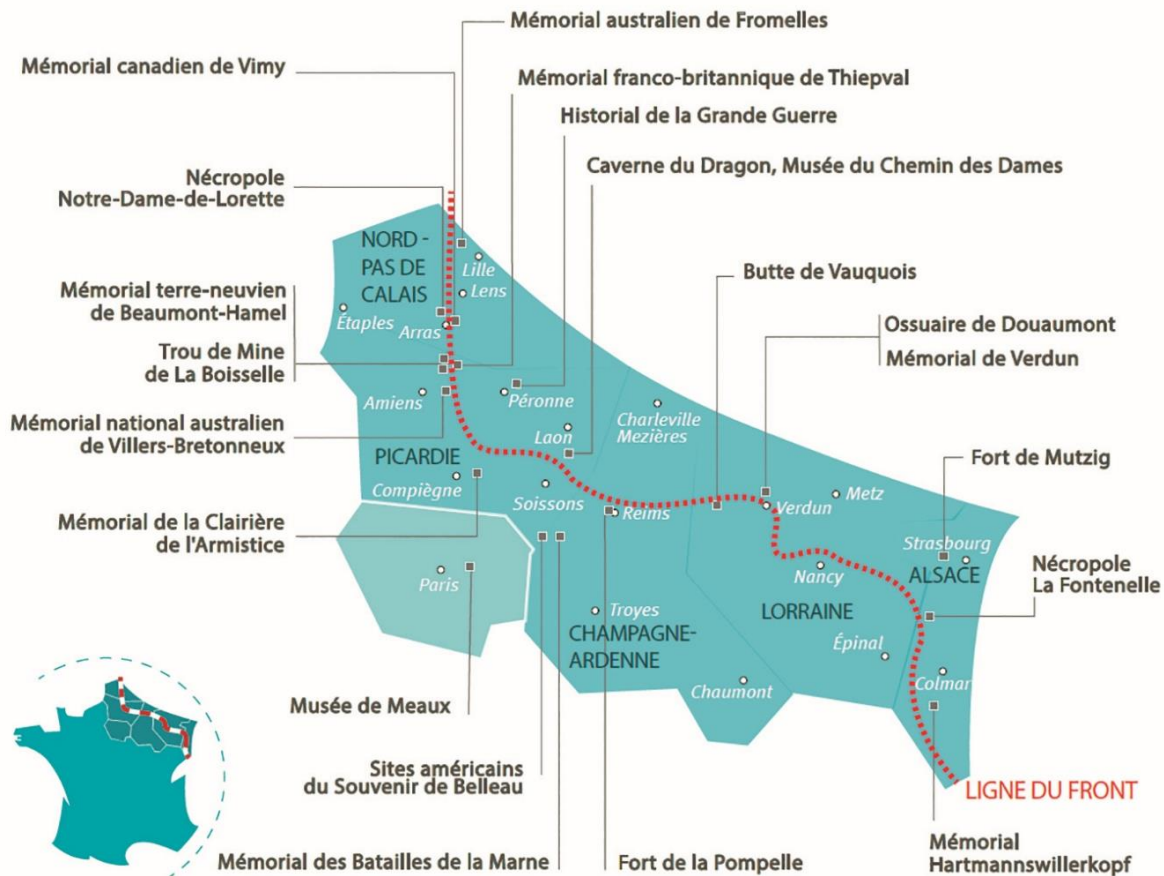 Mémorial australien de Fromelles
Mémorial canadien de Vimy
Mémorial franco-britannique de Thiepval
Historial de la Grande Guerre
Caverne du Dragon, Musée du Chemin des Dames
Nécropole
Notre-Dame-de-Lorette
NORD -
PAS DE
CALAIS
Lille
Lens
Butte de Vauquois
Mémorial terre-neuvien
de Beaumont-Hamel
Étaples
Arras
Ossuaire de Douaumont
Mémorial de Verdun
Trou de Mine
de La Boisselle
Amiens
Péronne
Charleville
Mezières
Mémorial national australien
de Villers-Bretonneux
Laon
PICARDIE
Fort de Mutzig
Compiègne
Soissons
Reims
Verdun
Metz
Mémorial de la Clairière
de l'Armistice
Strasbourg
Paris
Nancy
ALSACE
Nécropole
La Fontenelle
Troyes
LORRAINE
CHAMPAGNE-
ARDENNE
Épinal
Chaumont
Colmar
Musée de Meaux
Sites américains
du Souvenir de Belleau
LIGNE DU FRONT
Mémorial des Batailles de la Marne
Fort de la Pompelle
Mémorial
Hartmannswillerkopf